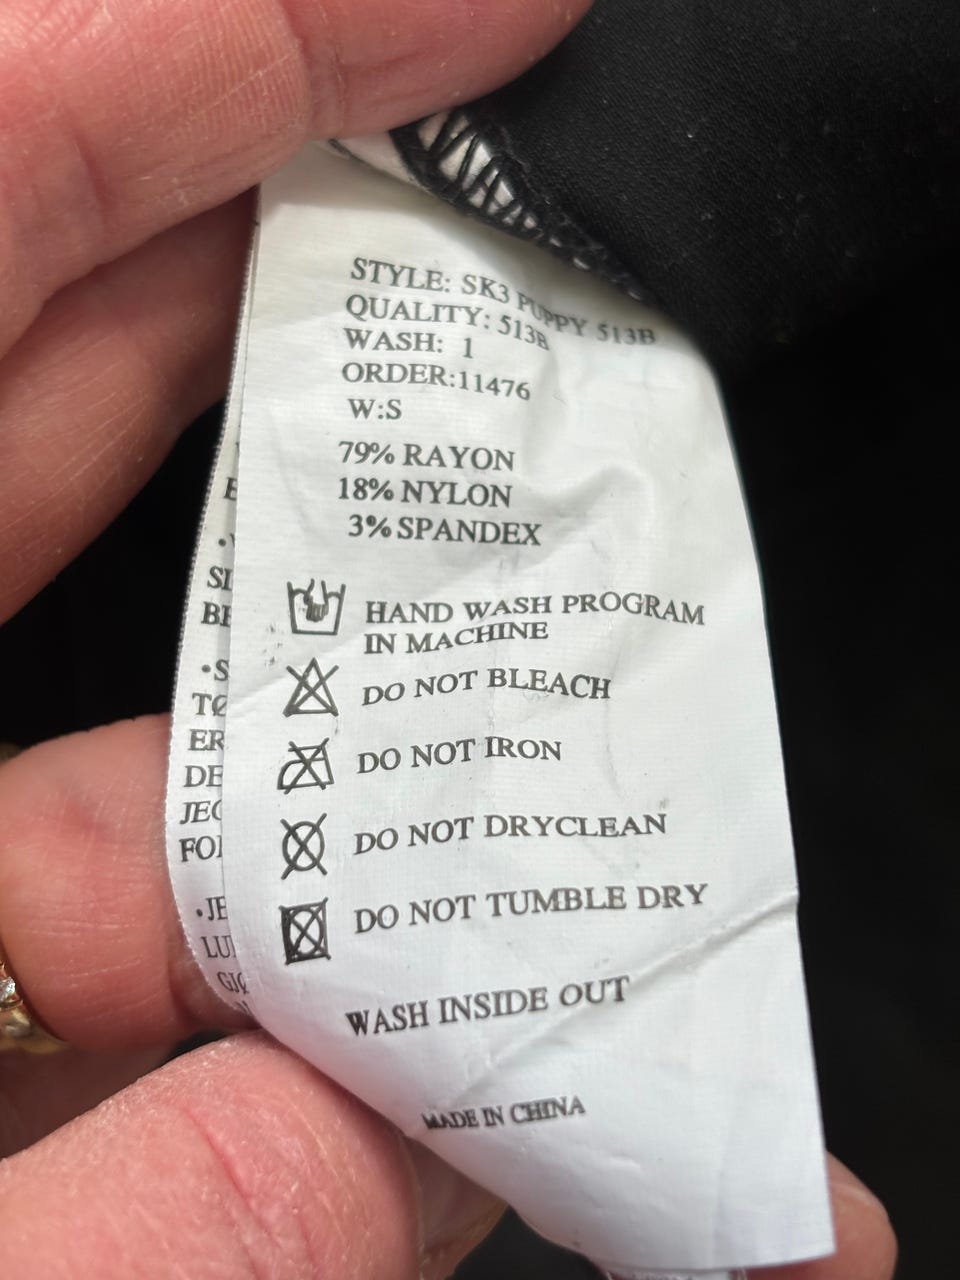 STYLE: SK3 PUPPY 513B
QUALITY: 513B
WASH: 1
ORDER:11476
W:S
79% RAYON
18% NYLON
3% SPANDEX
HAND WASH PROGRAM
IN MACHINE
DO NOT BLEACH
DO NOT IRON
DO NOT DRYCLEAN
DO NOT TUMBLE DRY
WASH INSIDE OUT
MADE IN CHINA